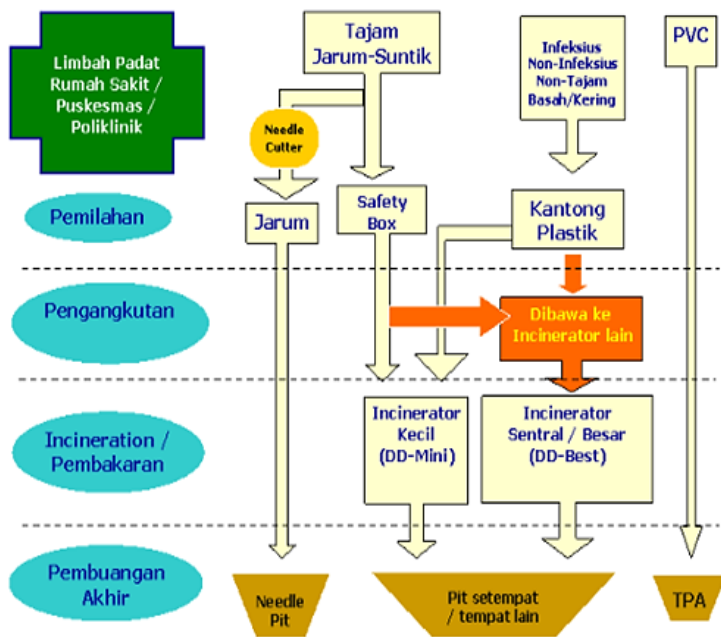 Limbah Padat
Rumah Sakit /
Puskesmas /
Poliklinik
Tajam
Jarum-Suntik
Infeksius
Non-Infeksius
Non-Tajam
Basah/Kering
PVC
Needle
Cutter
Pemilahan
Jarum
Safety
Box
Kantong
Plastik
Pengangkutan
Dibawa ke
Incinerator lain
Incineration /
Pembakaran
Incinerator
Kecil
(DD-Mini)
Incinerator
Sentral / Besar
(DD-Best)
Pembuangan
Akhir
Needle
Pit
Pit setempat
/ tempat lain
TPA